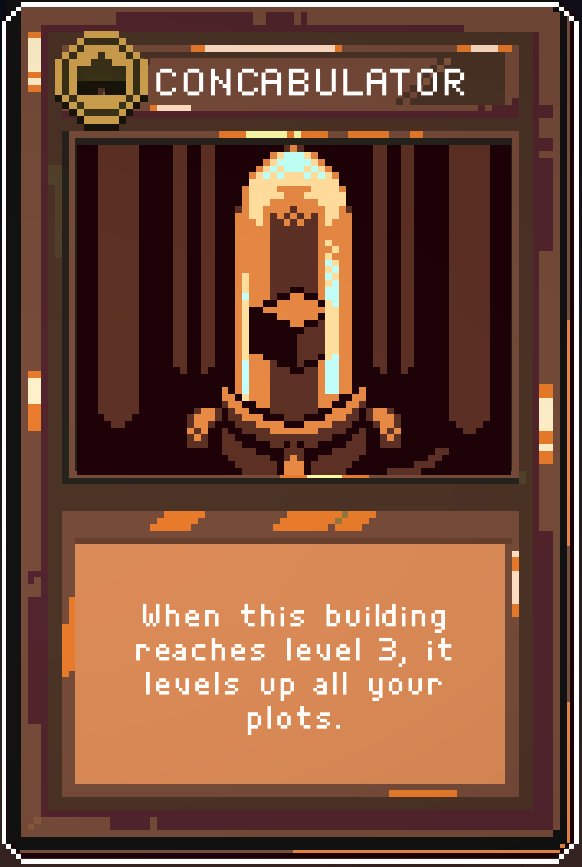 CONCABULATOR
When this building
reaches level 3, it
levels up all your
plots.